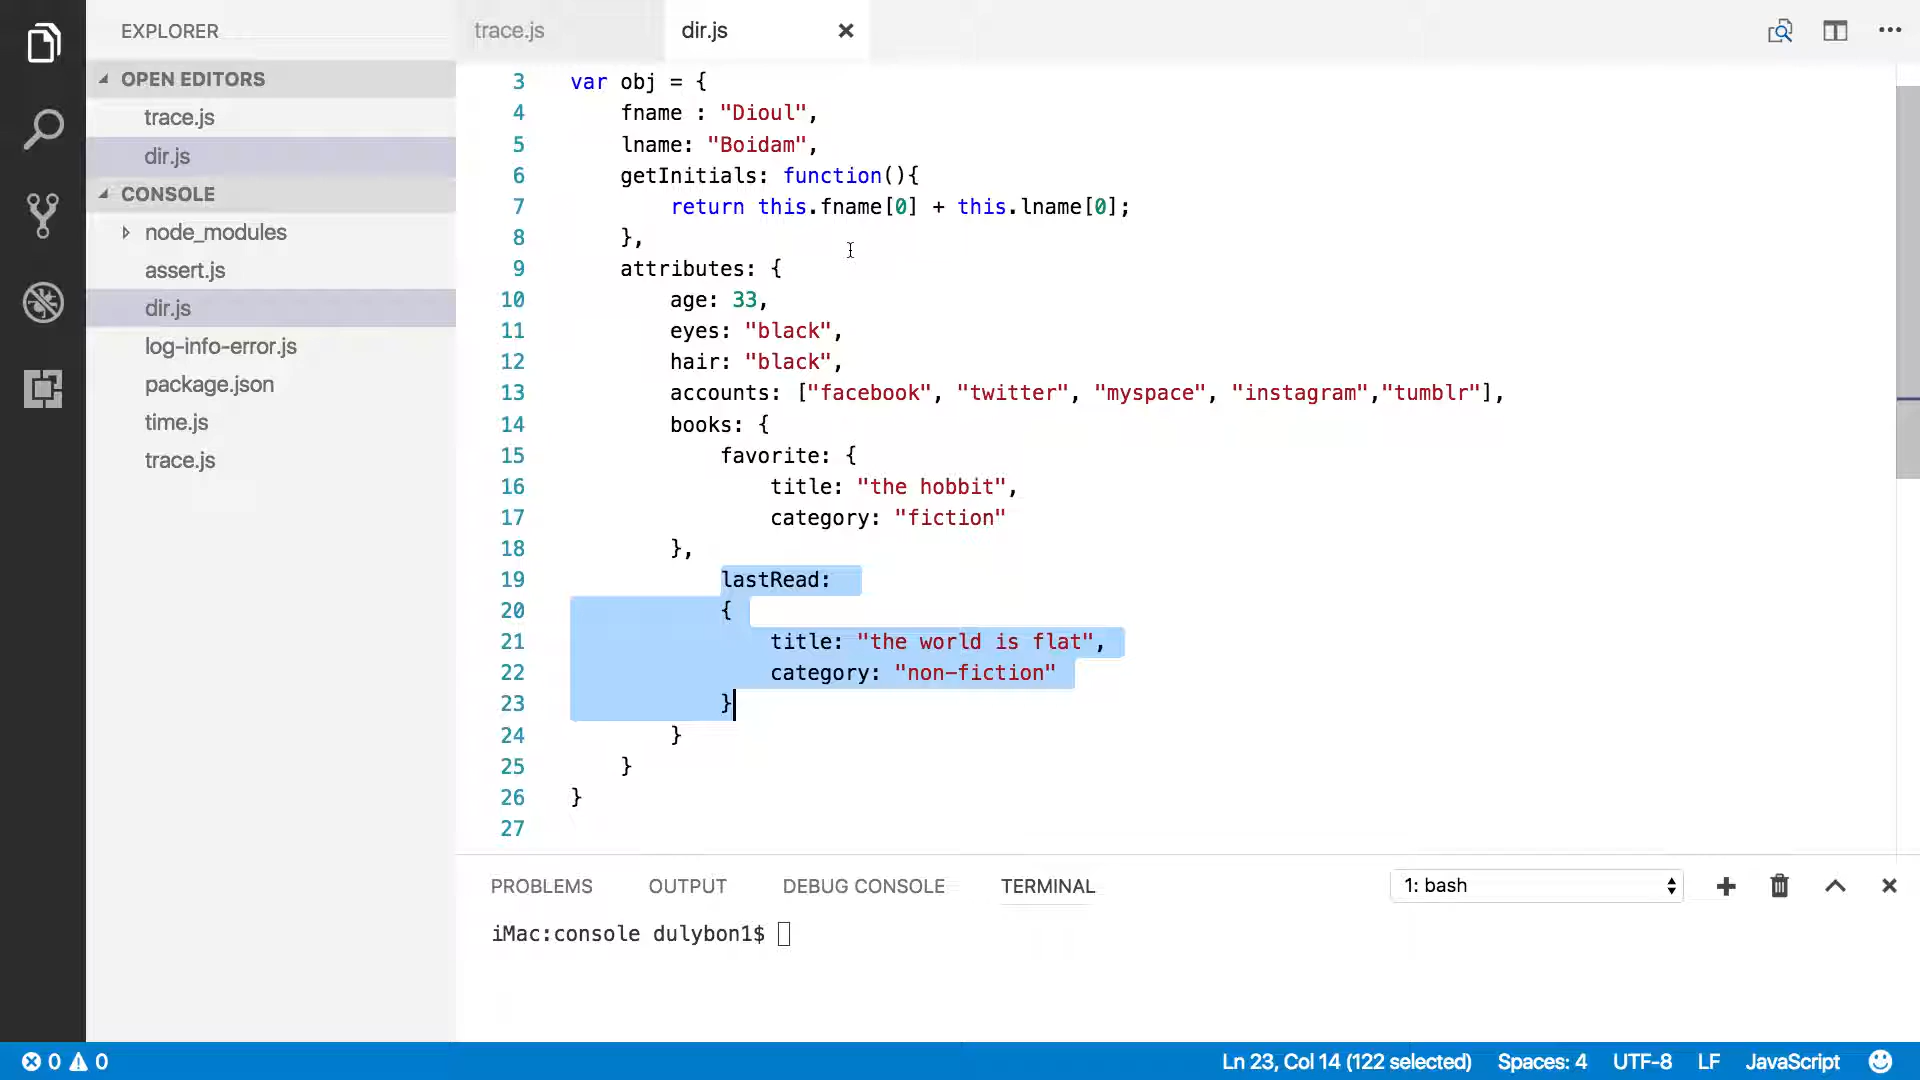 EXPLORER
OPEN EDITORS
trace.js
dir.js
CONSOLE
node_modules
assert.js
dir.js
log-info-error.js
package.json
time.js
trace.js
trace.js dir.js
3 var obj = {
4 fname : "Dioul",
5 lname: "Boidam",
6 getInitials: function(){
7 return this.fname[0] + this.lname[0];
8 },
9 attributes: {
10 age: 33,
11 eyes: "black",
12 hair: "black",
13 accounts: ["facebook", "twitter", "myspace", "instagram","tumblr"],
14 books: {
15 favorite: {
16 title: "the hobbit",
17 category: "fiction"
18 },
19 lastRead:
20 {
21 title: "the world is flat",
22 category: "non-fiction"
23 }
24 }
25 }
26 }
27
PROBLEMS OUTPUT DEBUG CONSOLE TERMINAL 1: bash
iMac:console dulybon1$
0 0 Ln 23, Col 14 (122 selected) Spaces: 4 UTF-8 LF JavaScript